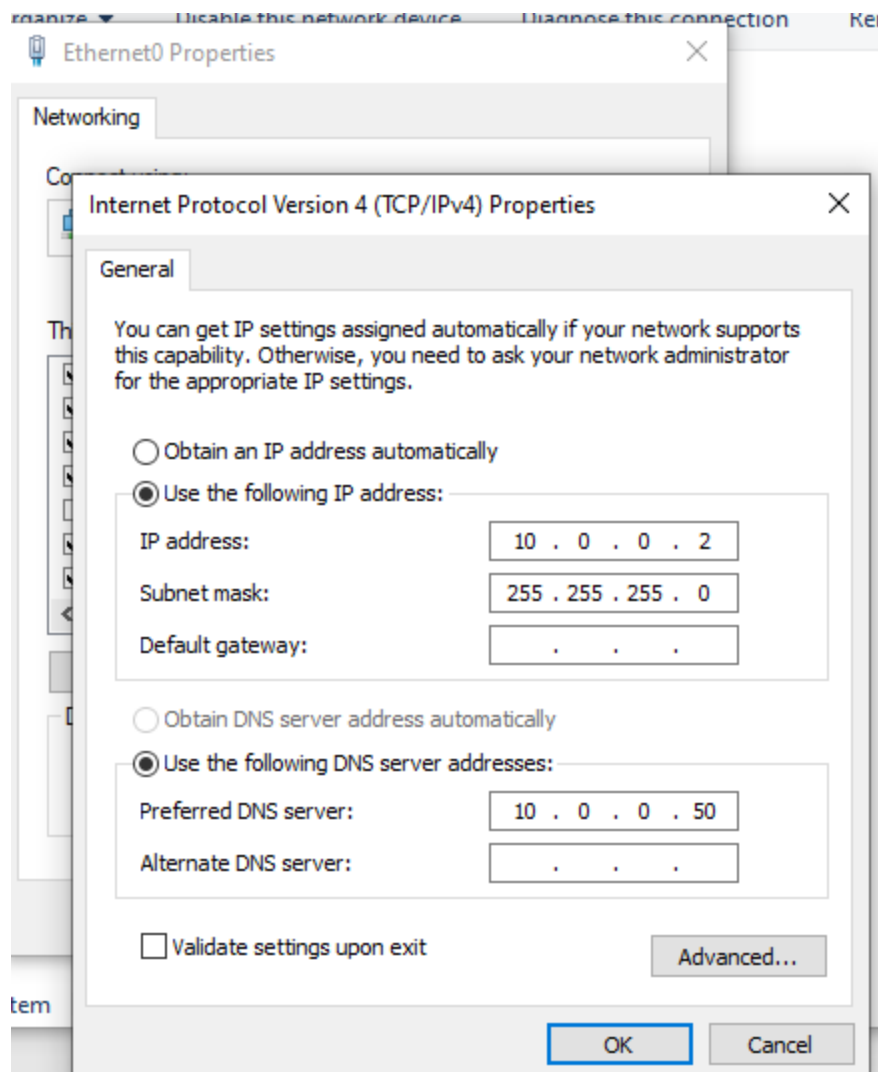 Disable this network device Diagnose this connection
Ethernet0 Properties
Networking
Internet Protocol Version 4 (TCP/IPv4) Properties
General
You can get IP settings assigned automatically if your network supports
this capability. Otherwise, you need to ask your network administrator
for the appropriate IP settings.
Obtain an IP address automatically
Use the following IP address:
IP address: 10 . 0 . 0 . 2
Subnet mask: 255 . 255 . 255 . 0
Default gateway: . . .
Obtain DNS server address automatically
Use the following DNS server addresses:
Preferred DNS server: 10 . 0 . 0 . 50
Alternate DNS server: . . .
Validate settings upon exit
Advanced...
OK Cancel